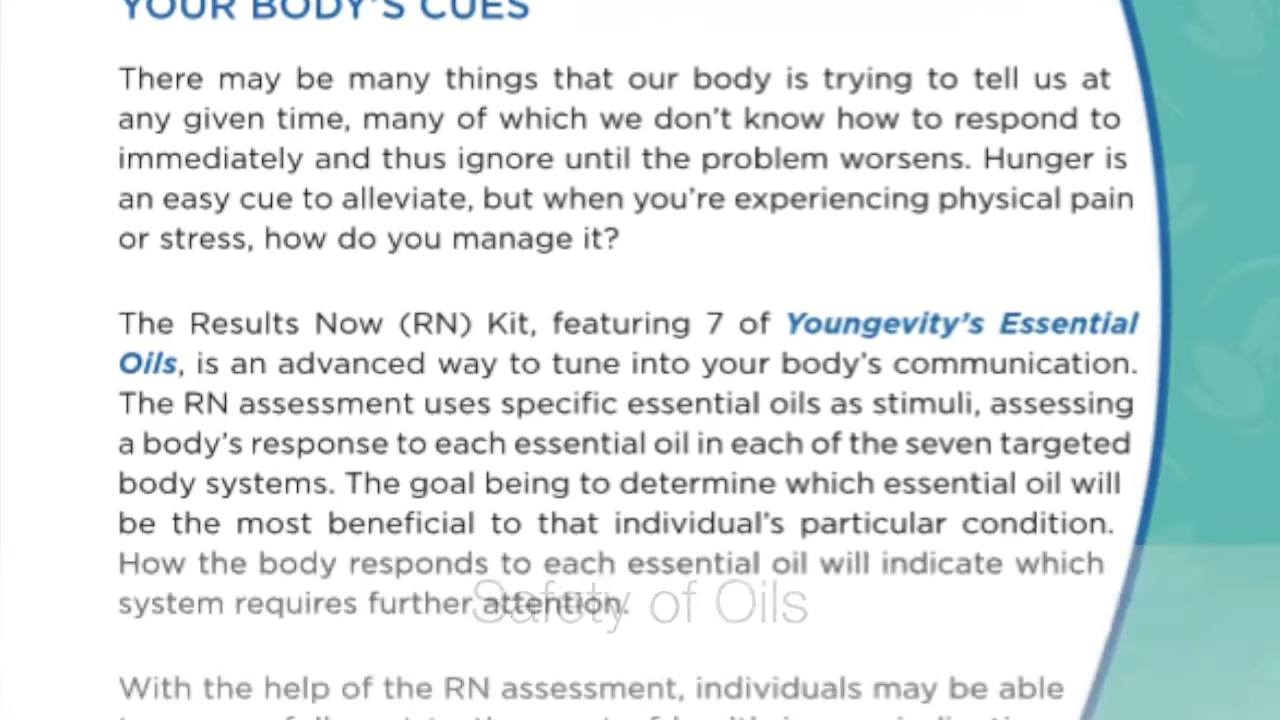 YOUR BODY'S CUES
There may be many things that our body is trying to tell us at
any given time, many of which we don't know how to respond to
immediately and thus ignore until the problem worsens. Hunger is
an easy cue to alleviate, but when you're experiencing physical pain
or stress, how do you manage it?
The Results Now (RN) Kit, featuring 7 of Youngevity's Essential
Oils, is an advanced way to tune into your body's communication.
The RN assessment uses specific essential oils as stimuli, assessing
a body's response to each essential oil in each of the seven targeted
body systems. The goal being to determine which essential oil will
be the most beneficial to that individual's particular condition.
How the body responds to each essential oil will indicate which
system requires further attention.
Safety of Oils
With the help of the RN assessment, individuals may be able